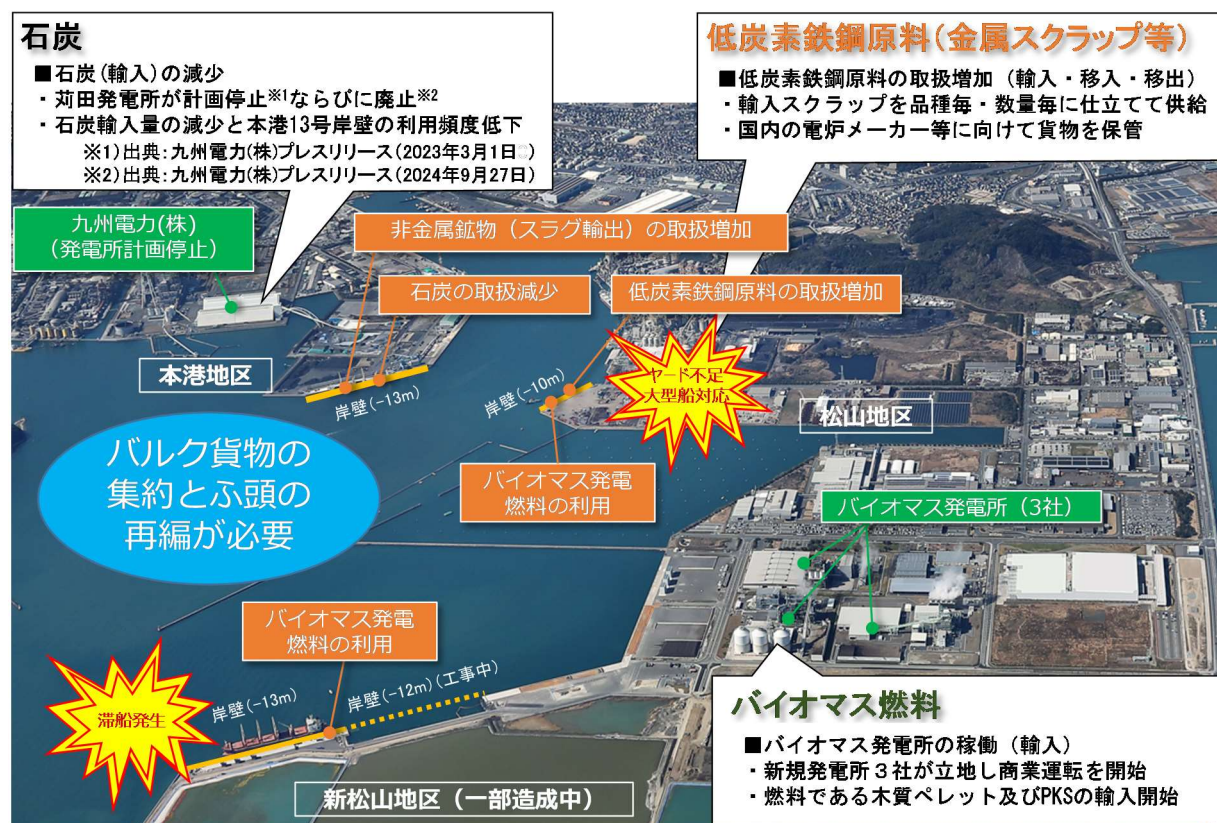 石炭
■石炭(輸入)の減少
・苅田発電所が計画停止※1ならびに廃止※2
・石炭輸入量の減少と本港13号岸壁の利用頻度低下
※1)出典:九州電力(株)プレスリリース(2023年3月1日)
※2)出典:九州電力(株)プレスリリース(2024年9月27日)
低炭素鉄鋼原料(金属スクラップ等)
■低炭素鉄鋼原料の取扱増加(輸入・移入・移出)
・輸入スクラップを品種毎・数量毎に仕立てて供給
・国内の電炉メーカー等に向けて貨物を保管
九州電力(株)
(発電所計画停止)
非金属鉱物(スラグ輸出)の取扱増加
石炭の取扱減少
低炭素鉄鋼原料の取扱増加
本港地区
岸壁(-13m)
岸壁(-10m)
ヤード不足
大型船対応
松山地区
バルク貨物の
集約とふ頭の
再編が必要
バイオマス発電
燃料の利用
バイオマス発電所(3社)
バイオマス発電
燃料の利用
滞船発生
岸壁(-13m)
岸壁(-12m)(工事中)
新松山地区(一部造成中)
バイオマス燃料
■バイオマス発電所の稼働(輸入)
・新規発電所3社が立地し商業運転を開始
・燃料である木質ペレット及びPKSの輸入開始